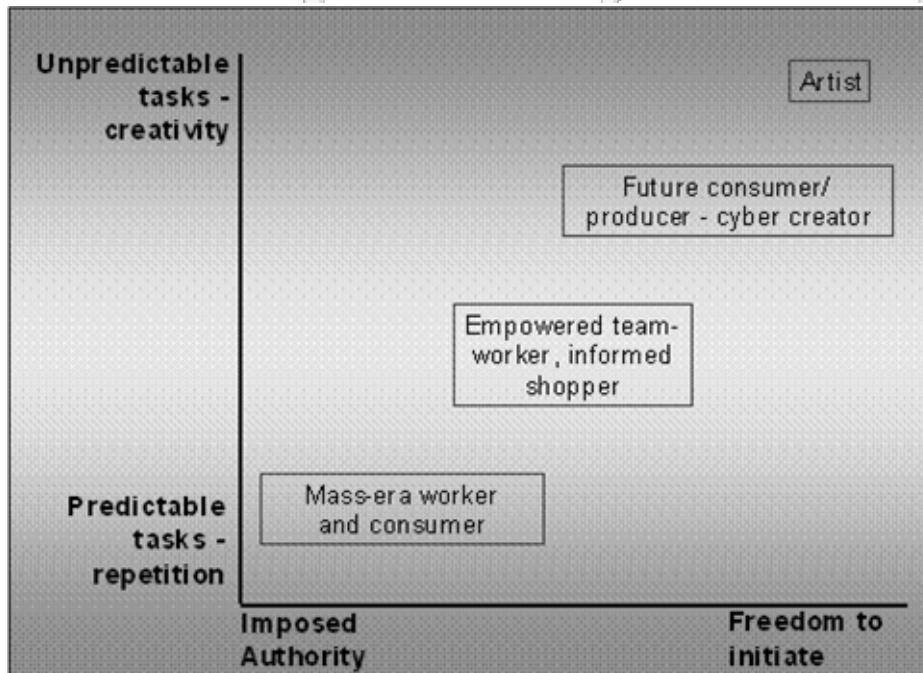 Unpredictable
tasks -
creativity
Artist
Future consumer/
producer - cyber creator
Empowered team-
worker, informed
shopper
Mass-era worker
and consumer
Predictable
tasks -
repetition
Imposed
Authority
Freedom to
initiate